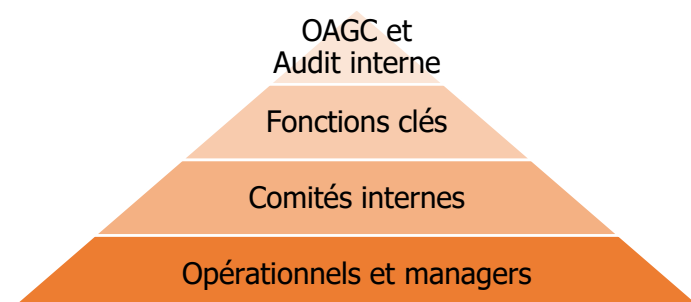 OAGC et
Audit interne
Fonctions clés
Comités internes
Opérationnels et managers